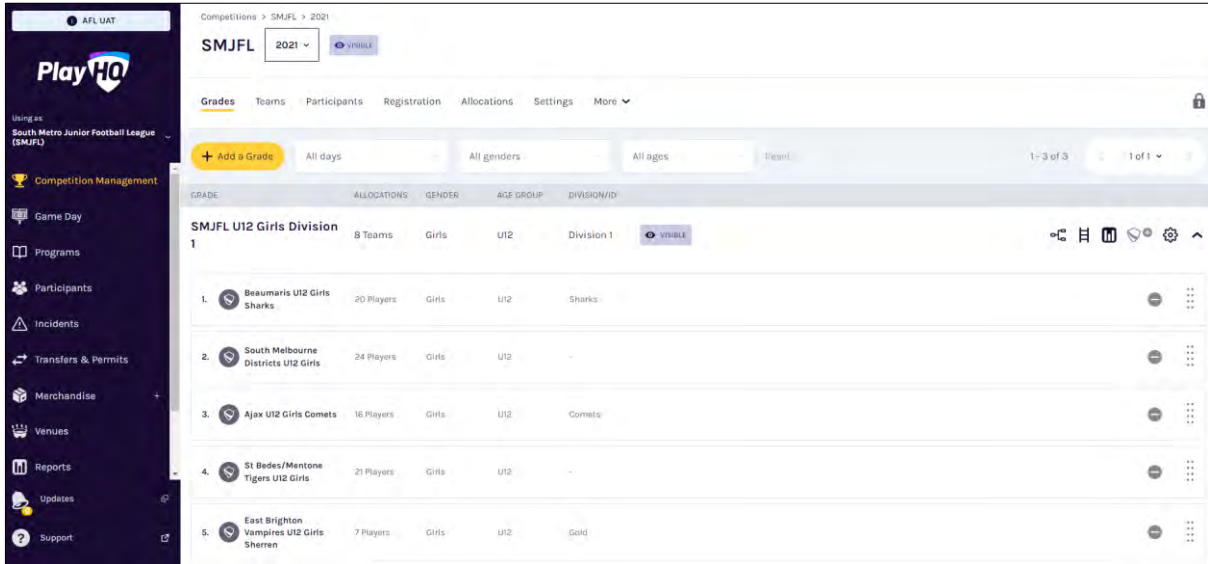 AFL UAT
PlayHQ
Using as
South Metro Junior Football League
(SMJFL)
Competition Management
Game Day
Programs
Participants
Incidents
Transfers & Permits
Merchandise +
Venues
Reports
Updates
Support
Competitions > SMJFL > 2021
SMJFL 2021 VISIBLE
Grades Teams Participants Registration Allocations Settings More
+ Add a Grade All days All genders All ages Reset 1-3 of 3 1 of 1
GRADE ALLOCATIONS GENDER AGE GROUP DIVISION/ID
SMJFL U12 Girls Division
1
8 Teams Girls U12 Division 1 VISIBLE
1. Beaumaris U12 Girls
Sharks
20 Players Girls U12 Sharks
2. South Melbourne
Districts U12 Girls
24 Players Girls U12 -
3. Ajax U12 Girls Comets 16 Players Girls U12 Comets
4. St Bedes/Mentone
Tigers U12 Girls
21 Players Girls U12 -
5. East Brighton
Vampires U12 Girls
Sherren
7 Players Girls U12 Gold